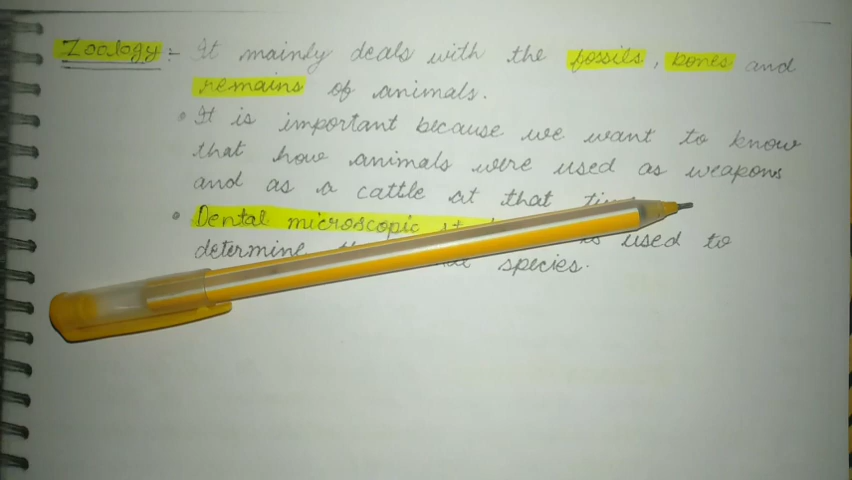 Zoology :- It mainly deals with the fossils, bones and
remains of animals.
• It is important because we want to know
that how animals were used as weapons
and as a cattle at that
• Dental microscopic
determine used to
species.